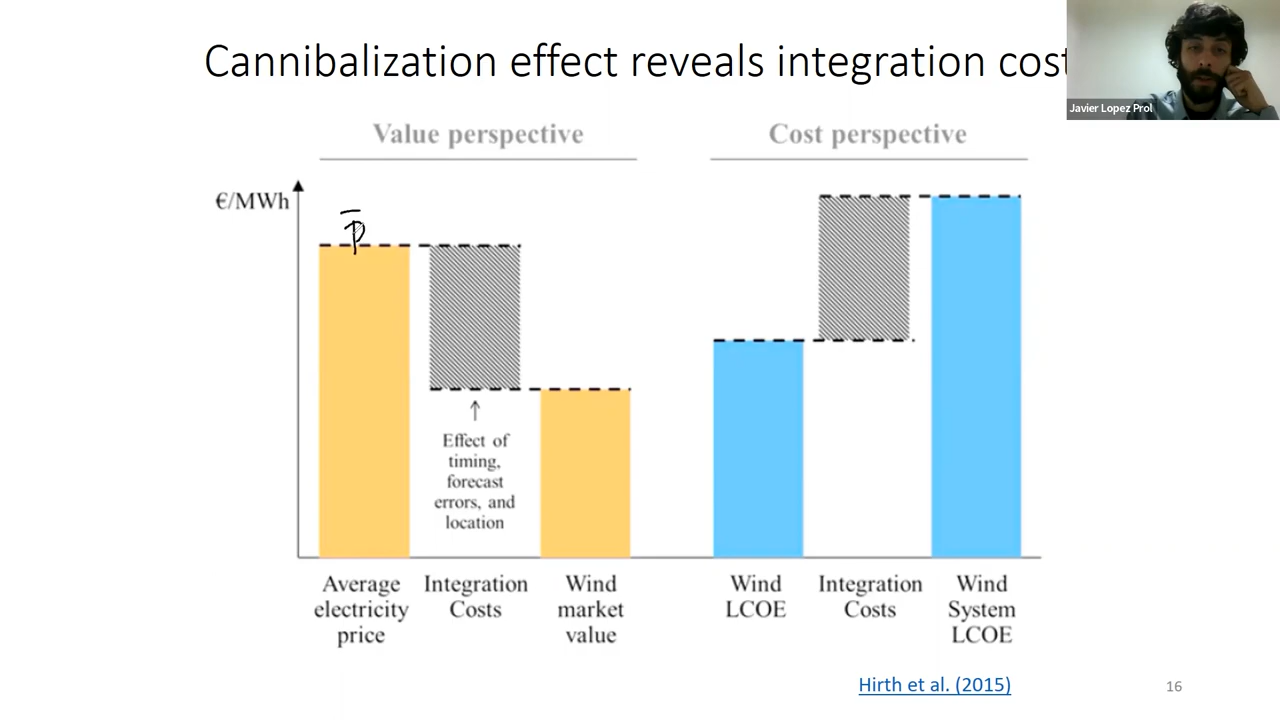 Cannibalization effect reveals integration cost
Javier Lopez Prol
Value perspective
Cost perspective
€/MWh
p̅
Effect of
timing,
forecast
errors, and
location
Average
electricity
price
Integration
Costs
Wind
market
value
Wind
LCOE
Integration
Costs
Wind
System
LCOE
Hirth et al. (2015)
16